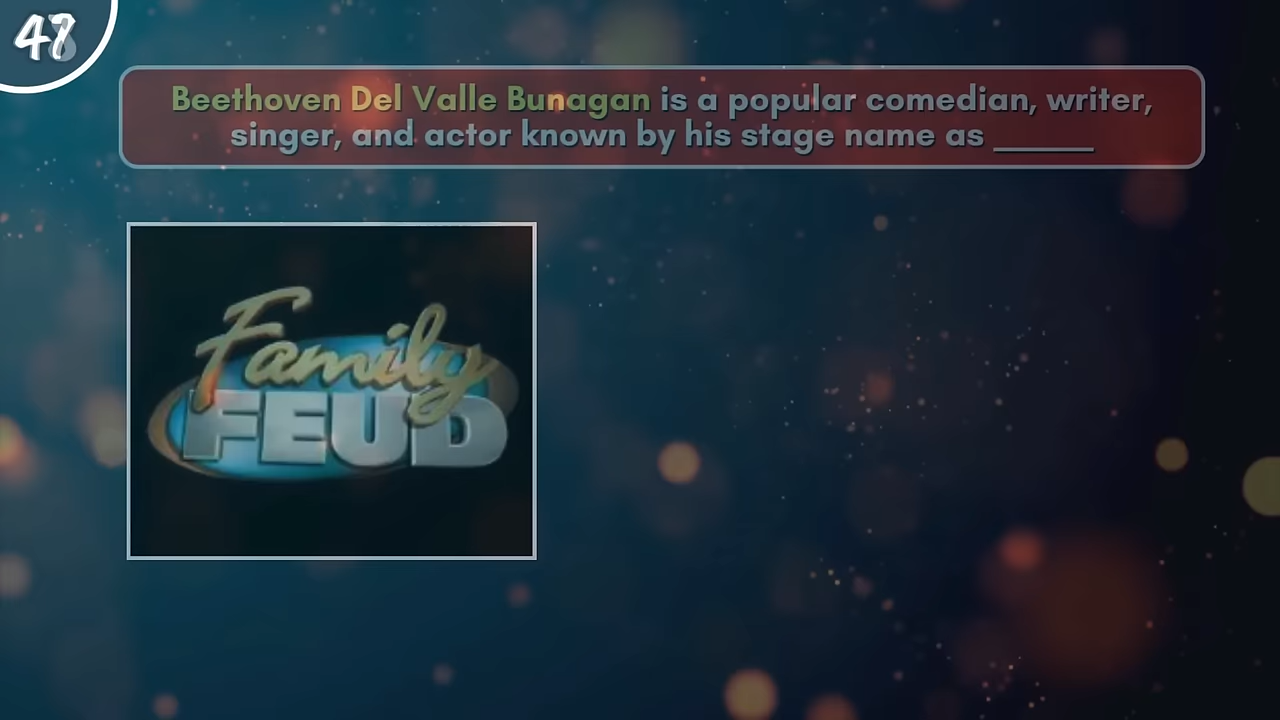 Beethoven Del Valle Bunagan is a popular comedian, writer,
singer, and actor known by his stage name as ______
Family
FEUD